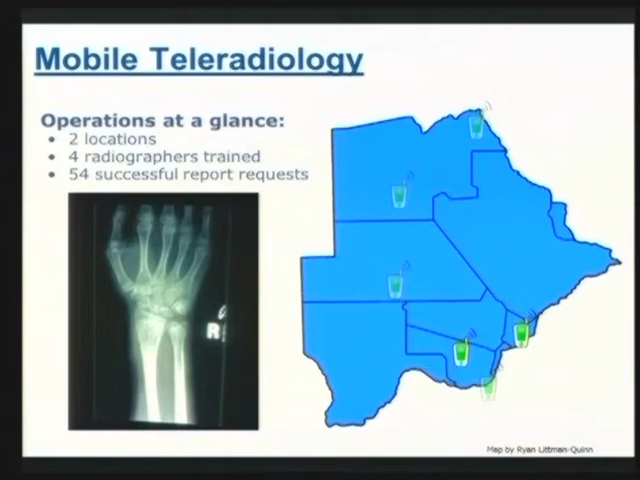 Mobile Teleradiology
Operations at a glance:
• 2 locations
• 4 radiographers trained
• 54 successful report requests
R
Map by Ryan Littman-Quinn